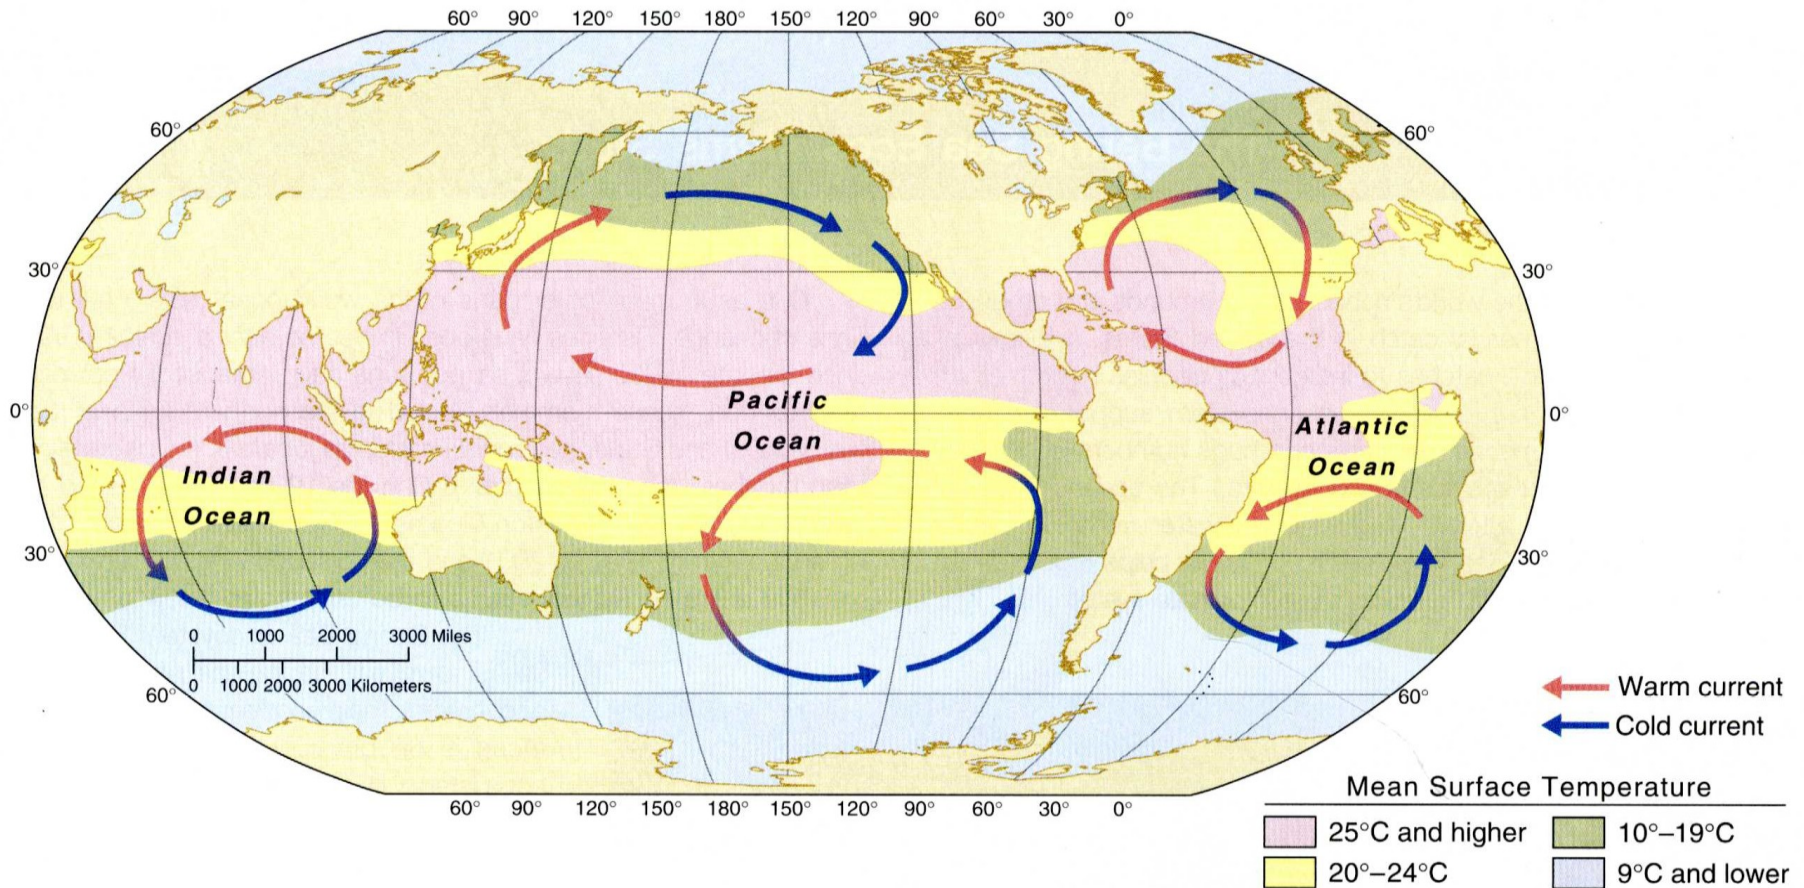 60° 90° 120° 150° 180° 150° 120° 90° 60° 30° 0°
60° 60°
30° 30°
0° 0°
Pacific
Ocean
Atlantic
Ocean
Indian
Ocean
30° 30°
0 1000 2000 3000 Miles
0 1000 2000 3000 Kilometers
60° 60°
Warm current
Cold current
60° 90° 120° 150° 180° 150° 120° 90° 60° 30° 0°
Mean Surface Temperature
25°C and higher 10°–19°C
20°–24°C 9°C and lower